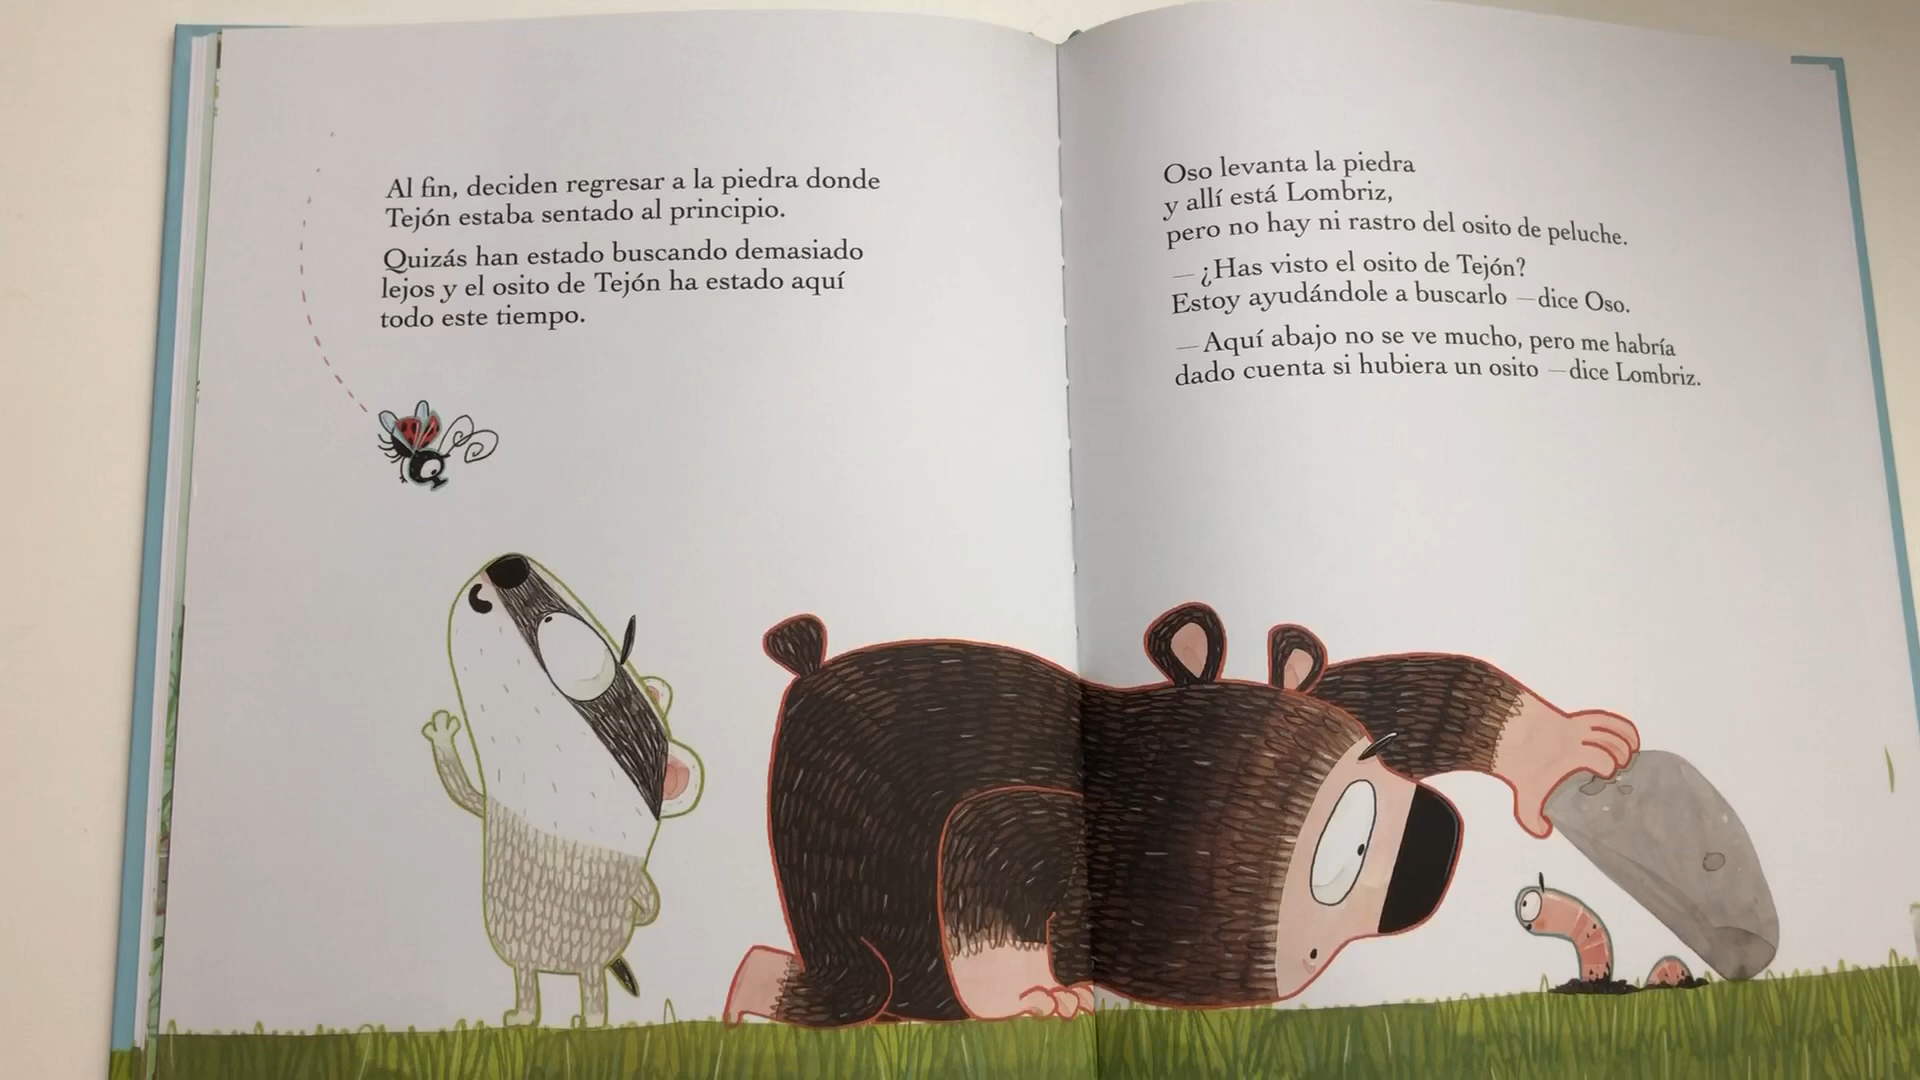 Al fin, deciden regresar a la piedra donde
Tejón estaba sentado al principio.
Quizás han estado buscando demasiado
lejos y el osito de Tejón ha estado aquí
todo este tiempo.
Oso levanta la piedra
y allí está Lombriz,
pero no hay ni rastro del osito de peluche.
—¿Has visto el osito de Tejón?
Estoy ayudándole a buscarlo —dice Oso.
—Aquí abajo no se ve mucho, pero me habría
dado cuenta si hubiera un osito —dice Lombriz.